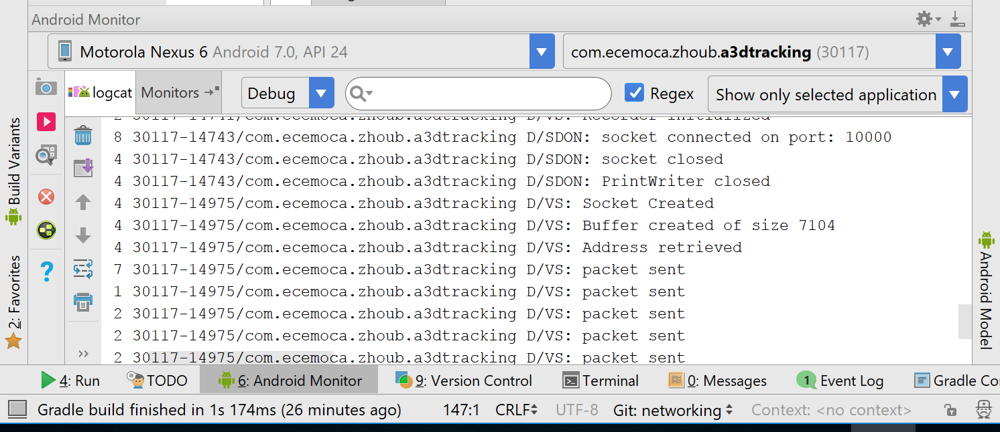 Android Monitor
Motorola Nexus 6 Android 7.0, API 24
com.ecemoca.zhoub.a3dtracking (30117)
logcat
Monitors
Debug
Regex
Show only selected application
2 30117-14741/com.ecemoca.zhoub.a3dtracking D/VS: Recorder initialized
8 30117-14743/com.ecemoca.zhoub.a3dtracking D/SDON: socket connected on port: 10000
4 30117-14743/com.ecemoca.zhoub.a3dtracking D/SDON: socket closed
4 30117-14743/com.ecemoca.zhoub.a3dtracking D/SDON: PrintWriter closed
4 30117-14975/com.ecemoca.zhoub.a3dtracking D/VS: Socket Created
4 30117-14975/com.ecemoca.zhoub.a3dtracking D/VS: Buffer created of size 7104
4 30117-14975/com.ecemoca.zhoub.a3dtracking D/VS: Address retrieved
7 30117-14975/com.ecemoca.zhoub.a3dtracking D/VS: packet sent
1 30117-14975/com.ecemoca.zhoub.a3dtracking D/VS: packet sent
2 30117-14975/com.ecemoca.zhoub.a3dtracking D/VS: packet sent
2 30117-14975/com.ecemoca.zhoub.a3dtracking D/VS: packet sent
2 30117-14975/com.ecemoca.zhoub.a3dtracking D/VS: packet sent
Build Variants
2: Favorites
Android Model
4: Run
TODO
6: Android Monitor
9: Version Control
Terminal
0: Messages
1 Event Log
Gradle Co
Gradle build finished in 1s 174ms (26 minutes ago)
147:1
CRLF
UTF-8
Git: networking
Context: <no context>